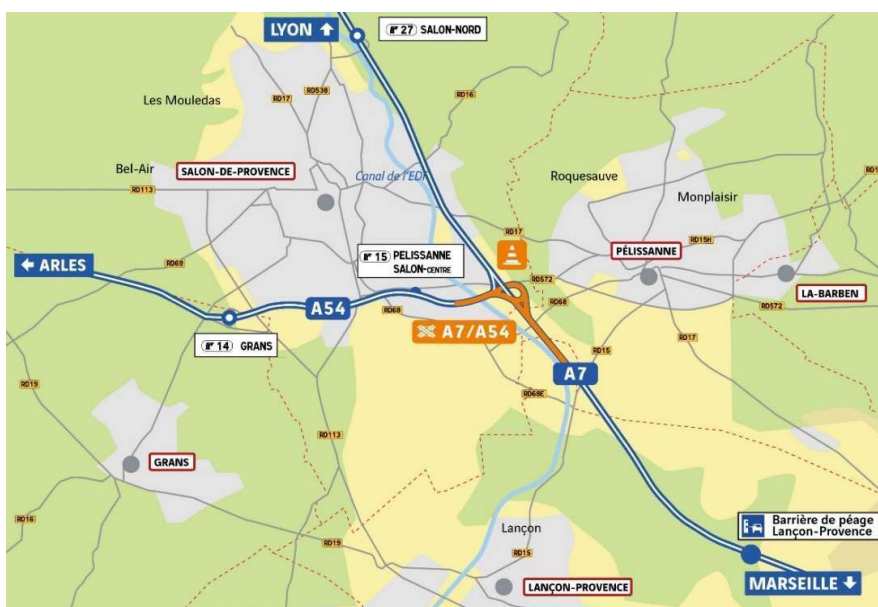 LYON ↑
27 SALON-NORD
Les Mouledas
RD17
RD538
RD16
Bel-Air
SALON-DE-PROVENCE
Canal de l'EDF
Roquesauve
Monplaisir
RD113
RD1
RD17
RD15H
← ARLES
RD69
15 PELISSANNE
SALON-CENTRE
PÉLISSANNE
RD572
LA-BARBEN
A54
RD68
RD68
RD572
A7/A54
14 GRANS
RD15
RD17
A7
RD19
RD68E
GRANS
RD113
RD16
RD19
Lançon
RD15
Barrière de péage
Lançon-Provence
LANÇON-PROVENCE
MARSEILLE ↓